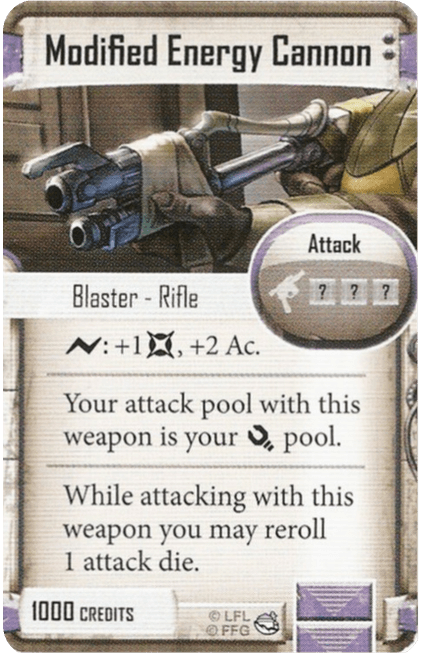 Modified Energy Cannon
Attack
? ? ?
Blaster - Rifle
: +1, +2 Ac.
Your attack pool with this
weapon is your pool.
While attacking with this
weapon you may reroll
1 attack die.
1000 CREDITS
© LFL
© FFG